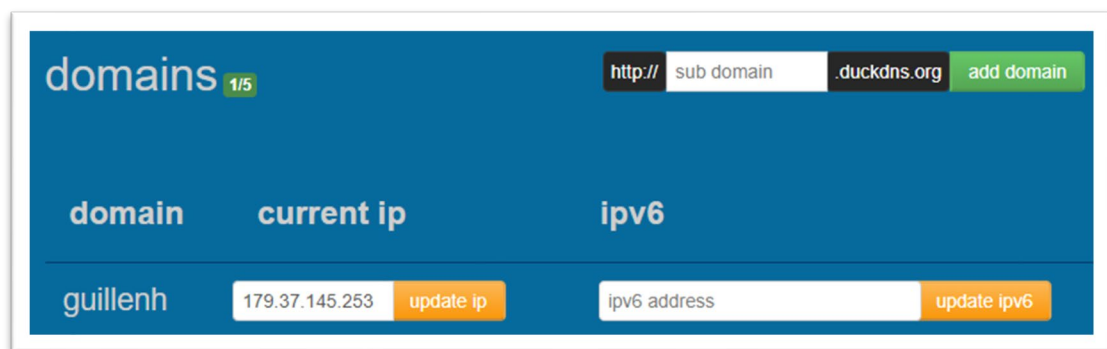 domains 1/5 http:// sub domain .duckdns.org add domain
domain current ip ipv6
guillenh 179.37.145.253 update ip ipv6 address update ipv6